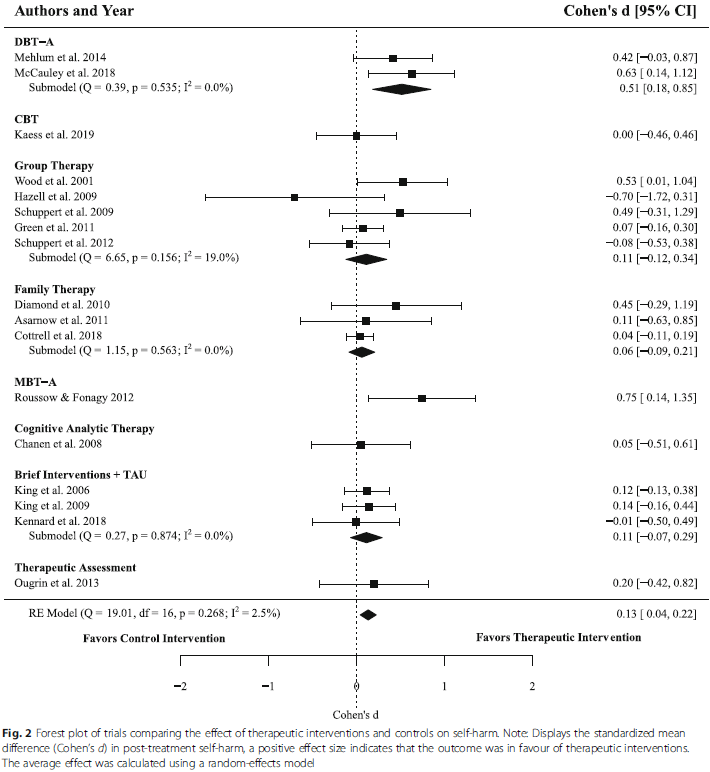 Authors and Year Cohen's d [95% CI]
DBT−A
Mehlum et al. 2014 0.42 [−0.03, 0.87]
McCauley et al. 2018 0.63 [ 0.14, 1.12]
Submodel (Q = 0.39, p = 0.535; I² = 0.0%) 0.51 [0.18, 0.85]
CBT
Kaess et al. 2019 0.00 [−0.46, 0.46]
Group Therapy
Wood et al. 2001 0.53 [ 0.01, 1.04]
Hazell et al. 2009 −0.70 [−1.72, 0.31]
Schuppert et al. 2009 0.49 [−0.31, 1.29]
Green et al. 2011 0.07 [−0.16, 0.30]
Schuppert et al. 2012 −0.08 [−0.53, 0.38]
Submodel (Q = 6.65, p = 0.156; I² = 19.0%) 0.11 [−0.12, 0.34]
Family Therapy
Diamond et al. 2010 0.45 [−0.29, 1.19]
Asarnow et al. 2011 0.11 [−0.63, 0.85]
Cottrell et al. 2018 0.04 [−0.11, 0.19]
Submodel (Q = 1.15, p = 0.563; I² = 0.0%) 0.06 [−0.09, 0.21]
MBT−A
Roussow & Fonagy 2012 0.75 [ 0.14, 1.35]
Cognitive Analytic Therapy
Chanen et al. 2008 0.05 [−0.51, 0.61]
Brief Interventions + TAU
King et al. 2006 0.12 [−0.13, 0.38]
King et al. 2009 0.14 [−0.16, 0.44]
Kennard et al. 2018 −0.01 [−0.50, 0.49]
Submodel (Q = 0.27, p = 0.874; I² = 0.0%) 0.11 [−0.07, 0.29]
Therapeutic Assessment
Ougrin et al. 2013 0.20 [−0.42, 0.82]
RE Model (Q = 19.01, df = 16, p = 0.268; I² = 2.5%) 0.13 [ 0.04, 0.22]
Favors Control Intervention Favors Therapeutic Intervention
−2 −1 0 1 2
Cohen's d
Fig. 2 Forest plot of trials comparing the effect of therapeutic interventions and controls on self-harm. Note: Displays the standardized mean
difference (Cohen's d) in post-treatment self-harm, a positive effect size indicates that the outcome was in favour of therapeutic interventions.
The average effect was calculated using a random-effects model